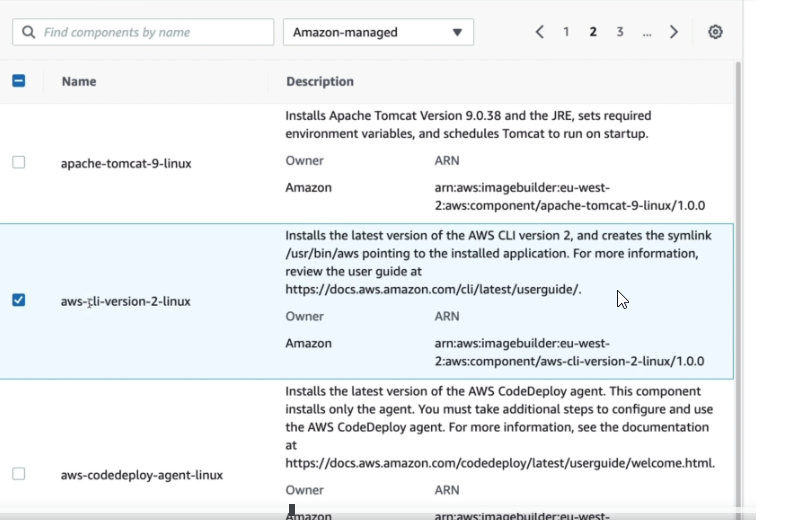 Find components by name
Amazon-managed
1 2 3 ...
Name
Description
Installs Apache Tomcat Version 9.0.38 and the JRE, sets required
environment variables, and schedules Tomcat to run on startup.
Owner
ARN
apache-tomcat-9-linux
Amazon
arn:aws:imagebuilder:eu-west-
2:aws:component/apache-tomcat-9-linux/1.0.0
Installs the latest version of the AWS CLI version 2, and creates the symlink
/usr/bin/aws pointing to the installed application. For more information,
review the user guide at
https://docs.aws.amazon.com/cli/latest/userguide/.
aws-cli-version-2-linux
Owner
ARN
Amazon
arn:aws:imagebuilder:eu-west-
2:aws:component/aws-cli-version-2-linux/1.0.0
Installs the latest version of the AWS CodeDeploy agent. This component
installs only the agent. You must take additional steps to configure and use
the AWS CodeDeploy agent. For more information, see the documentation
at
https://docs.aws.amazon.com/codedeploy/latest/userguide/welcome.html.
aws-codedeploy-agent-linux
Owner
ARN
Amazon
arn:aws:imagebuilder:eu-west-